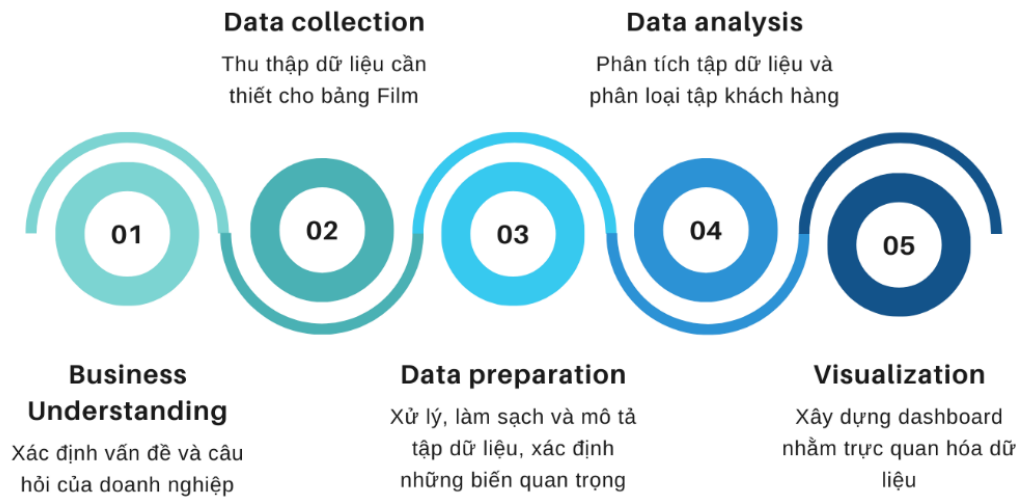 Data collection
Thu thập dữ liệu cần
thiết cho bảng Film
Data analysis
Phân tích tập dữ liệu và
phân loại tập khách hàng
01
02
03
04
05
Business
Understanding
Xác định vấn đề và câu
hỏi của doanh nghiệp
Data preparation
Xử lý, làm sạch và mô tả
tập dữ liệu, xác định
những biến quan trọng
Visualization
Xây dựng dashboard
nhằm trực quan hóa dữ
liệu